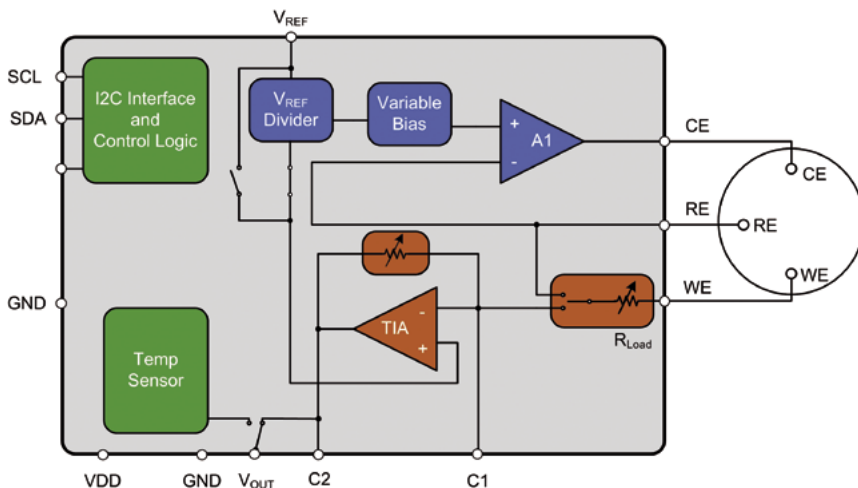 VREF
SCL
SDA
I2C Interface
and
Control Logic
VREF
Divider
Variable
Bias
+
A1
-
CE
CE
RE
RE
WE
WE
GND
-
TIA
+
RLoad
Temp
Sensor
VDD
GND
VOUT
C2
C1